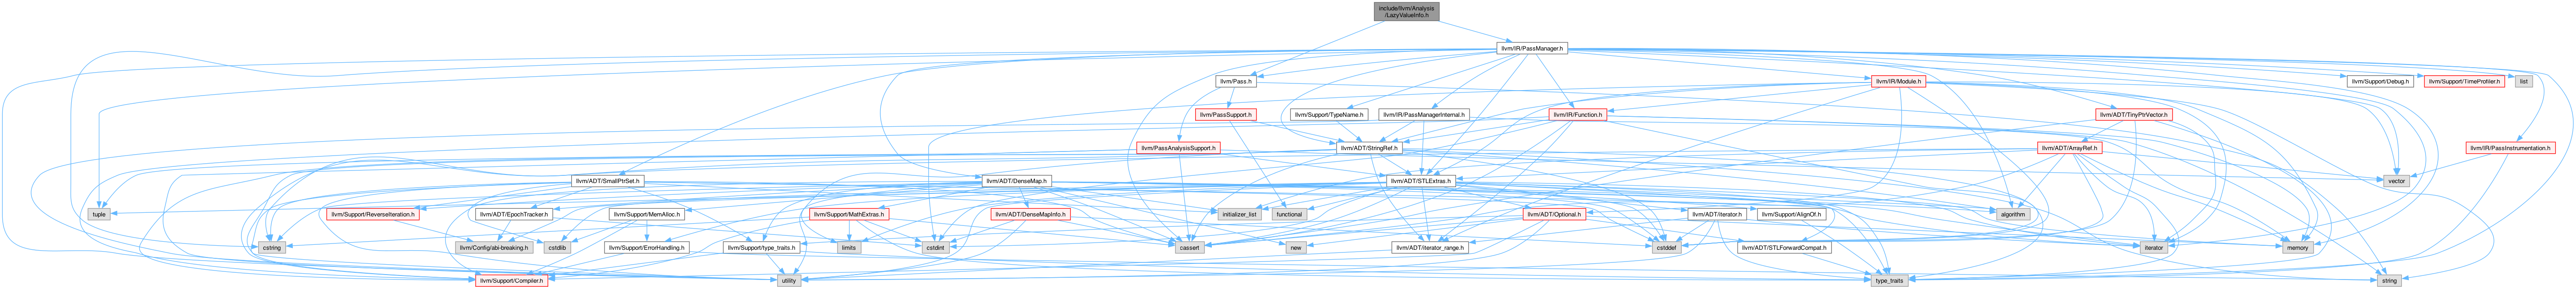 include/llvm/Analysis
/LazyValueInfo.h
llvm/IR/PassManager.h
llvm/Pass.h
llvm/IR/Module.h
llvm/Support/Debug.h
llvm/Support/TimeProfiler.h
list
llvm/PassSupport.h
llvm/Support/TypeName.h
llvm/IR/PassManagerInternal.h
llvm/IR/Function.h
llvm/ADT/TinyPtrVector.h
llvm/PassAnalysisSupport.h
llvm/ADT/StringRef.h
llvm/ADT/ArrayRef.h
llvm/IR/PassInstrumentation.h
llvm/ADT/SmallPtrSet.h
llvm/ADT/DenseMap.h
llvm/ADT/STLExtras.h
vector
tuple
llvm/Support/ReverseIteration.h
llvm/ADT/EpochTracker.h
llvm/Support/MemAlloc.h
llvm/Support/MathExtras.h
llvm/ADT/DenseMapInfo.h
initializer_list
functional
llvm/ADT/Optional.h
llvm/ADT/iterator.h
llvm/Support/AlignOf.h
algorithm
cstring
llvm/Config/abi-breaking.h
cstdlib
llvm/Support/ErrorHandling.h
llvm/Support/type_traits.h
limits
cstdint
cassert
new
llvm/ADT/iterator_range.h
cstddef
llvm/ADT/STLForwardCompat.h
iterator
memory
llvm/Support/Compiler.h
utility
type_traits
string